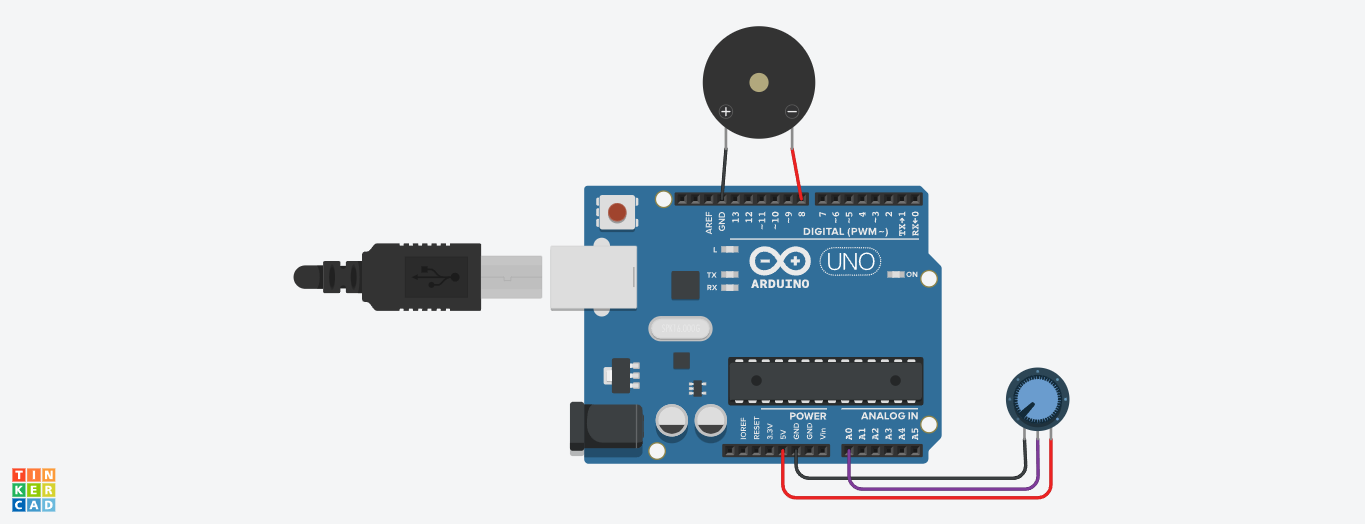 + −
AREF
GND
13
12
~11
~10
~9
8
7
~6
~5
4
~3
2
TX→1
RX←0
DIGITAL (PWM~)
L
TX
RX
UNO
ON
ARDUINO
POWER
ANALOG IN
IOREF
RESET
3.3V
5V
GND
GND
Vin
A0
A1
A2
A3
A4
A5
TIN
KER
CAD